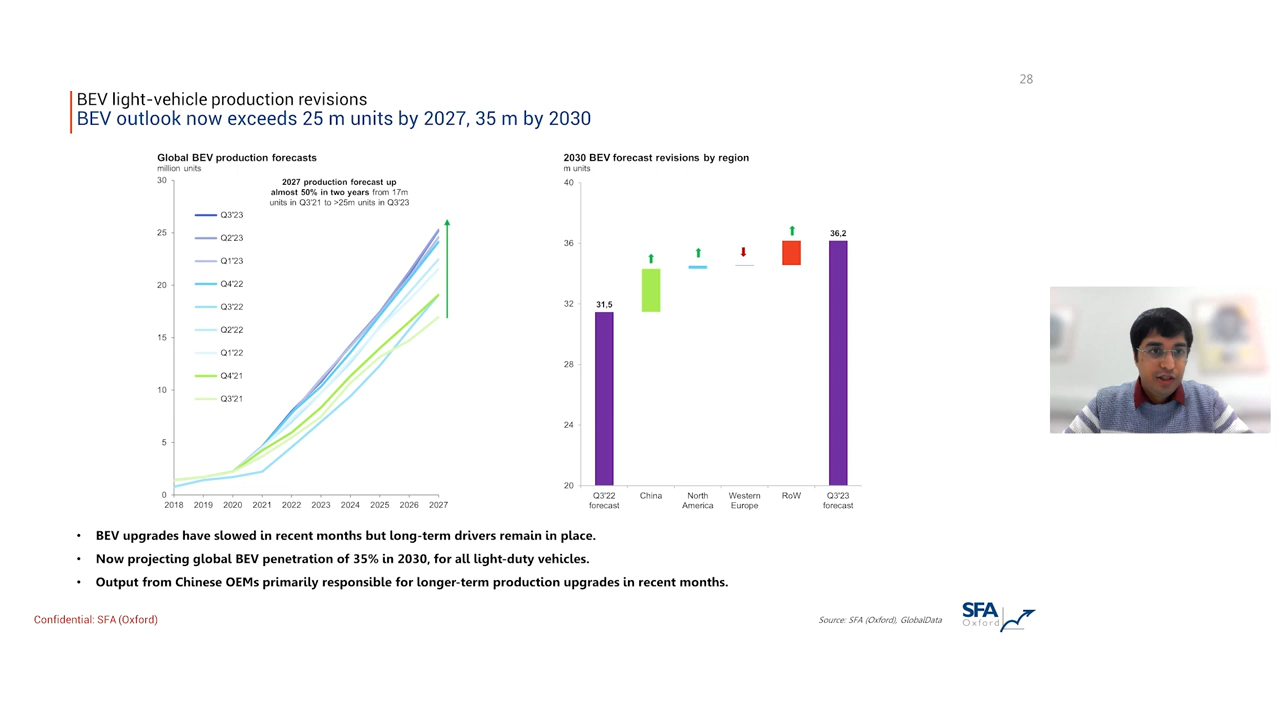 28
BEV light-vehicle production revisions
BEV outlook now exceeds 25 m units by 2027, 35 m by 2030
Global BEV production forecasts
million units
2027 production forecast up
almost 50% in two years from 17m
units in Q3'21 to >25m units in Q3'23
30
25
20
15
10
5
0
Q3'23
Q2'23
Q1'23
Q4'22
Q3'22
Q2'22
Q1'22
Q4'21
Q3'21
2018 2019 2020 2021 2022 2023 2024 2025 2026 2027
2030 BEV forecast revisions by region
m units
40
36
32
28
24
20
31,5
36,2
Q3'22 China North Western RoW Q3'23
forecast America Europe forecast
• BEV upgrades have slowed in recent months but long-term drivers remain in place.
• Now projecting global BEV penetration of 35% in 2030, for all light-duty vehicles.
• Output from Chinese OEMs primarily responsible for longer-term production upgrades in recent months.
Confidential: SFA (Oxford)
Source: SFA (Oxford), GlobalData
SFA
Oxford